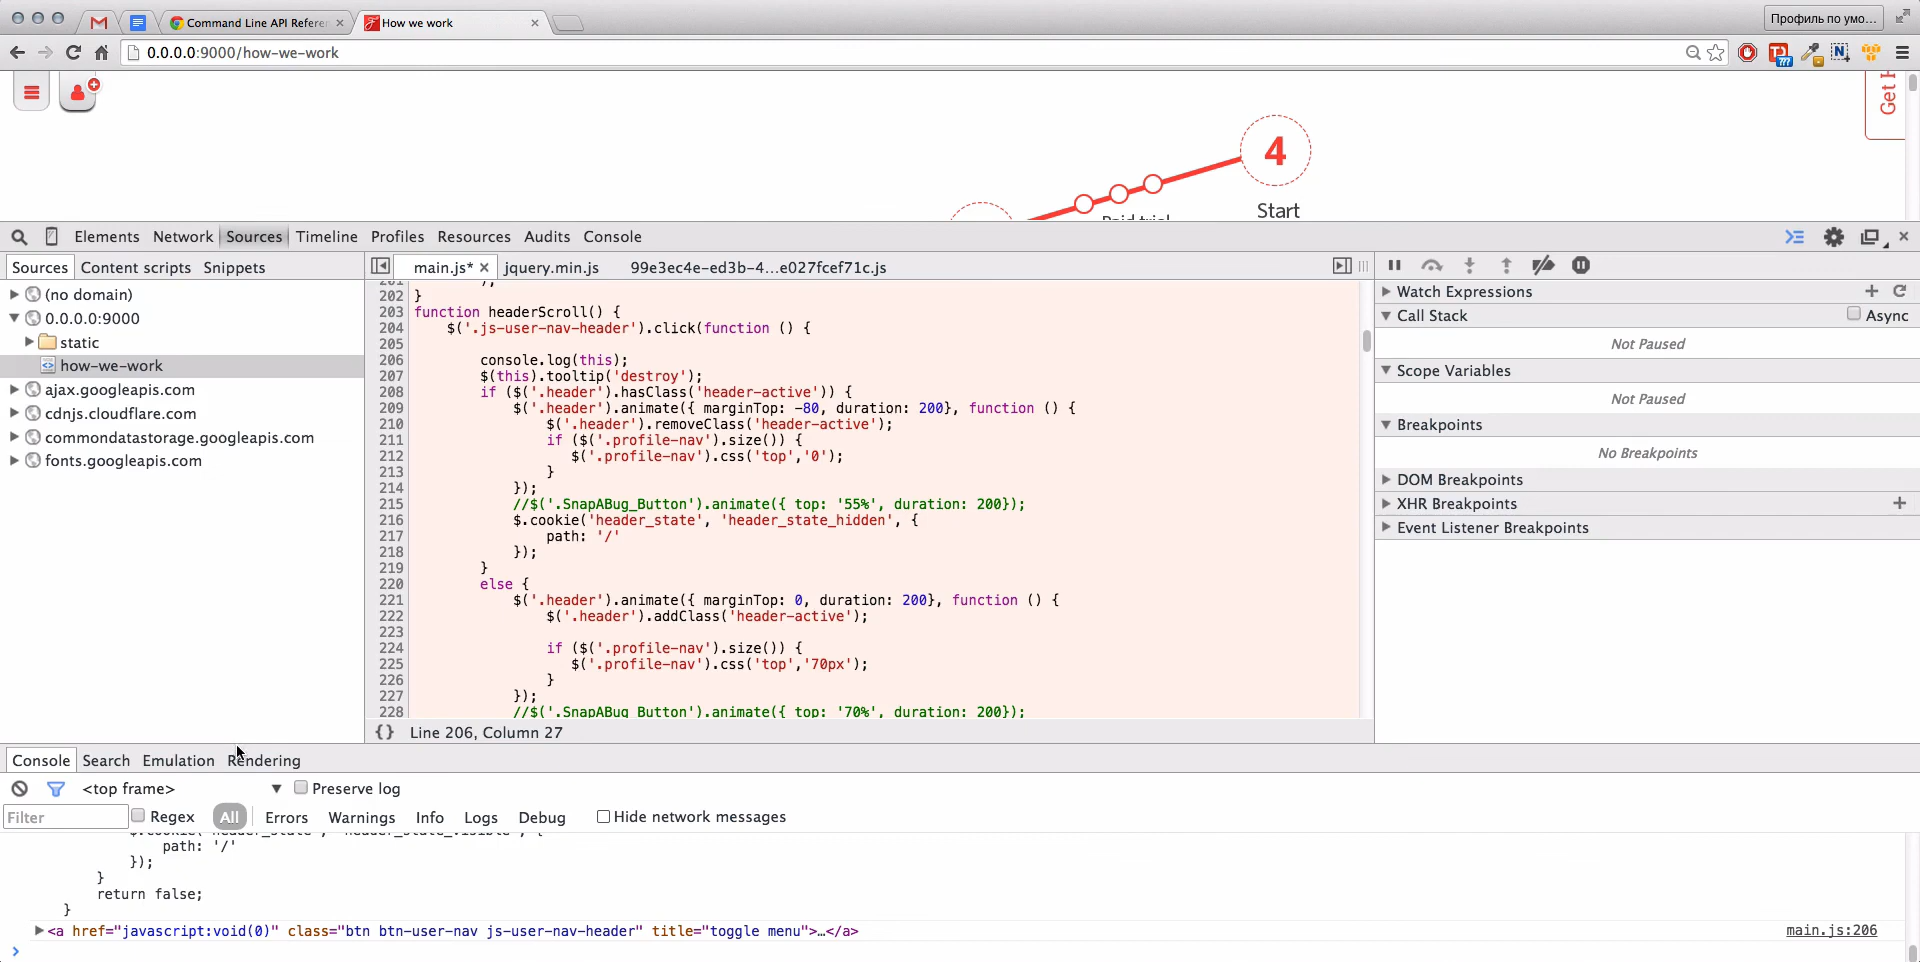 Command Line API Refere
How we work
Профиль по умо...
0.0.0.0:9000/how-we-work
4
Start
Elements Network Sources Timeline Profiles Resources Audits Console
Sources Content scripts Snippets
main.js* × jquery.min.js 99e3ec4e-ed3b-4...e027fcef71c.js
(no domain)
0.0.0.0:9000
static
how-we-work
ajax.googleapis.com
cdnjs.cloudflare.com
commondatastorage.googleapis.com
fonts.googleapis.com
202 }
203 function headerScroll() {
204 $('.js-user-nav-header').click(function () {
205
206 console.log(this);
207 $(this).tooltip('destroy');
208 if ($('.header').hasClass('header-active')) {
209 $('.header').animate({ marginTop: -80, duration: 200}, function () {
210 $('.header').removeClass('header-active');
211 if ($('.profile-nav').size()) {
212 $('.profile-nav').css('top','0');
213 }
214 });
215 //$('.SnapABug_Button').animate({ top: '55%', duration: 200});
216 $.cookie('header_state', 'header_state_hidden', {
217 path: '/'
218 });
219 }
220 else {
221 $('.header').animate({ marginTop: 0, duration: 200}, function () {
222 $('.header').addClass('header-active');
223
224 if ($('.profile-nav').size()) {
225 $('.profile-nav').css('top','70px');
226 }
227 });
228 //$('.SnapABug_Button').animate({ top: '70%', duration: 200});
{} Line 206, Column 27
Watch Expressions
Call Stack
Async
Not Paused
Scope Variables
Not Paused
Breakpoints
No Breakpoints
DOM Breakpoints
XHR Breakpoints
Event Listener Breakpoints
Console Search Emulation Rendering
<top frame> Preserve log
Filter Regex All Errors Warnings Info Logs Debug Hide network messages
path: '/'
});
}
return false;
}
<a href="javascript:void(0)" class="btn btn-user-nav js-user-nav-header" title="toggle menu">…</a>
main.js:206